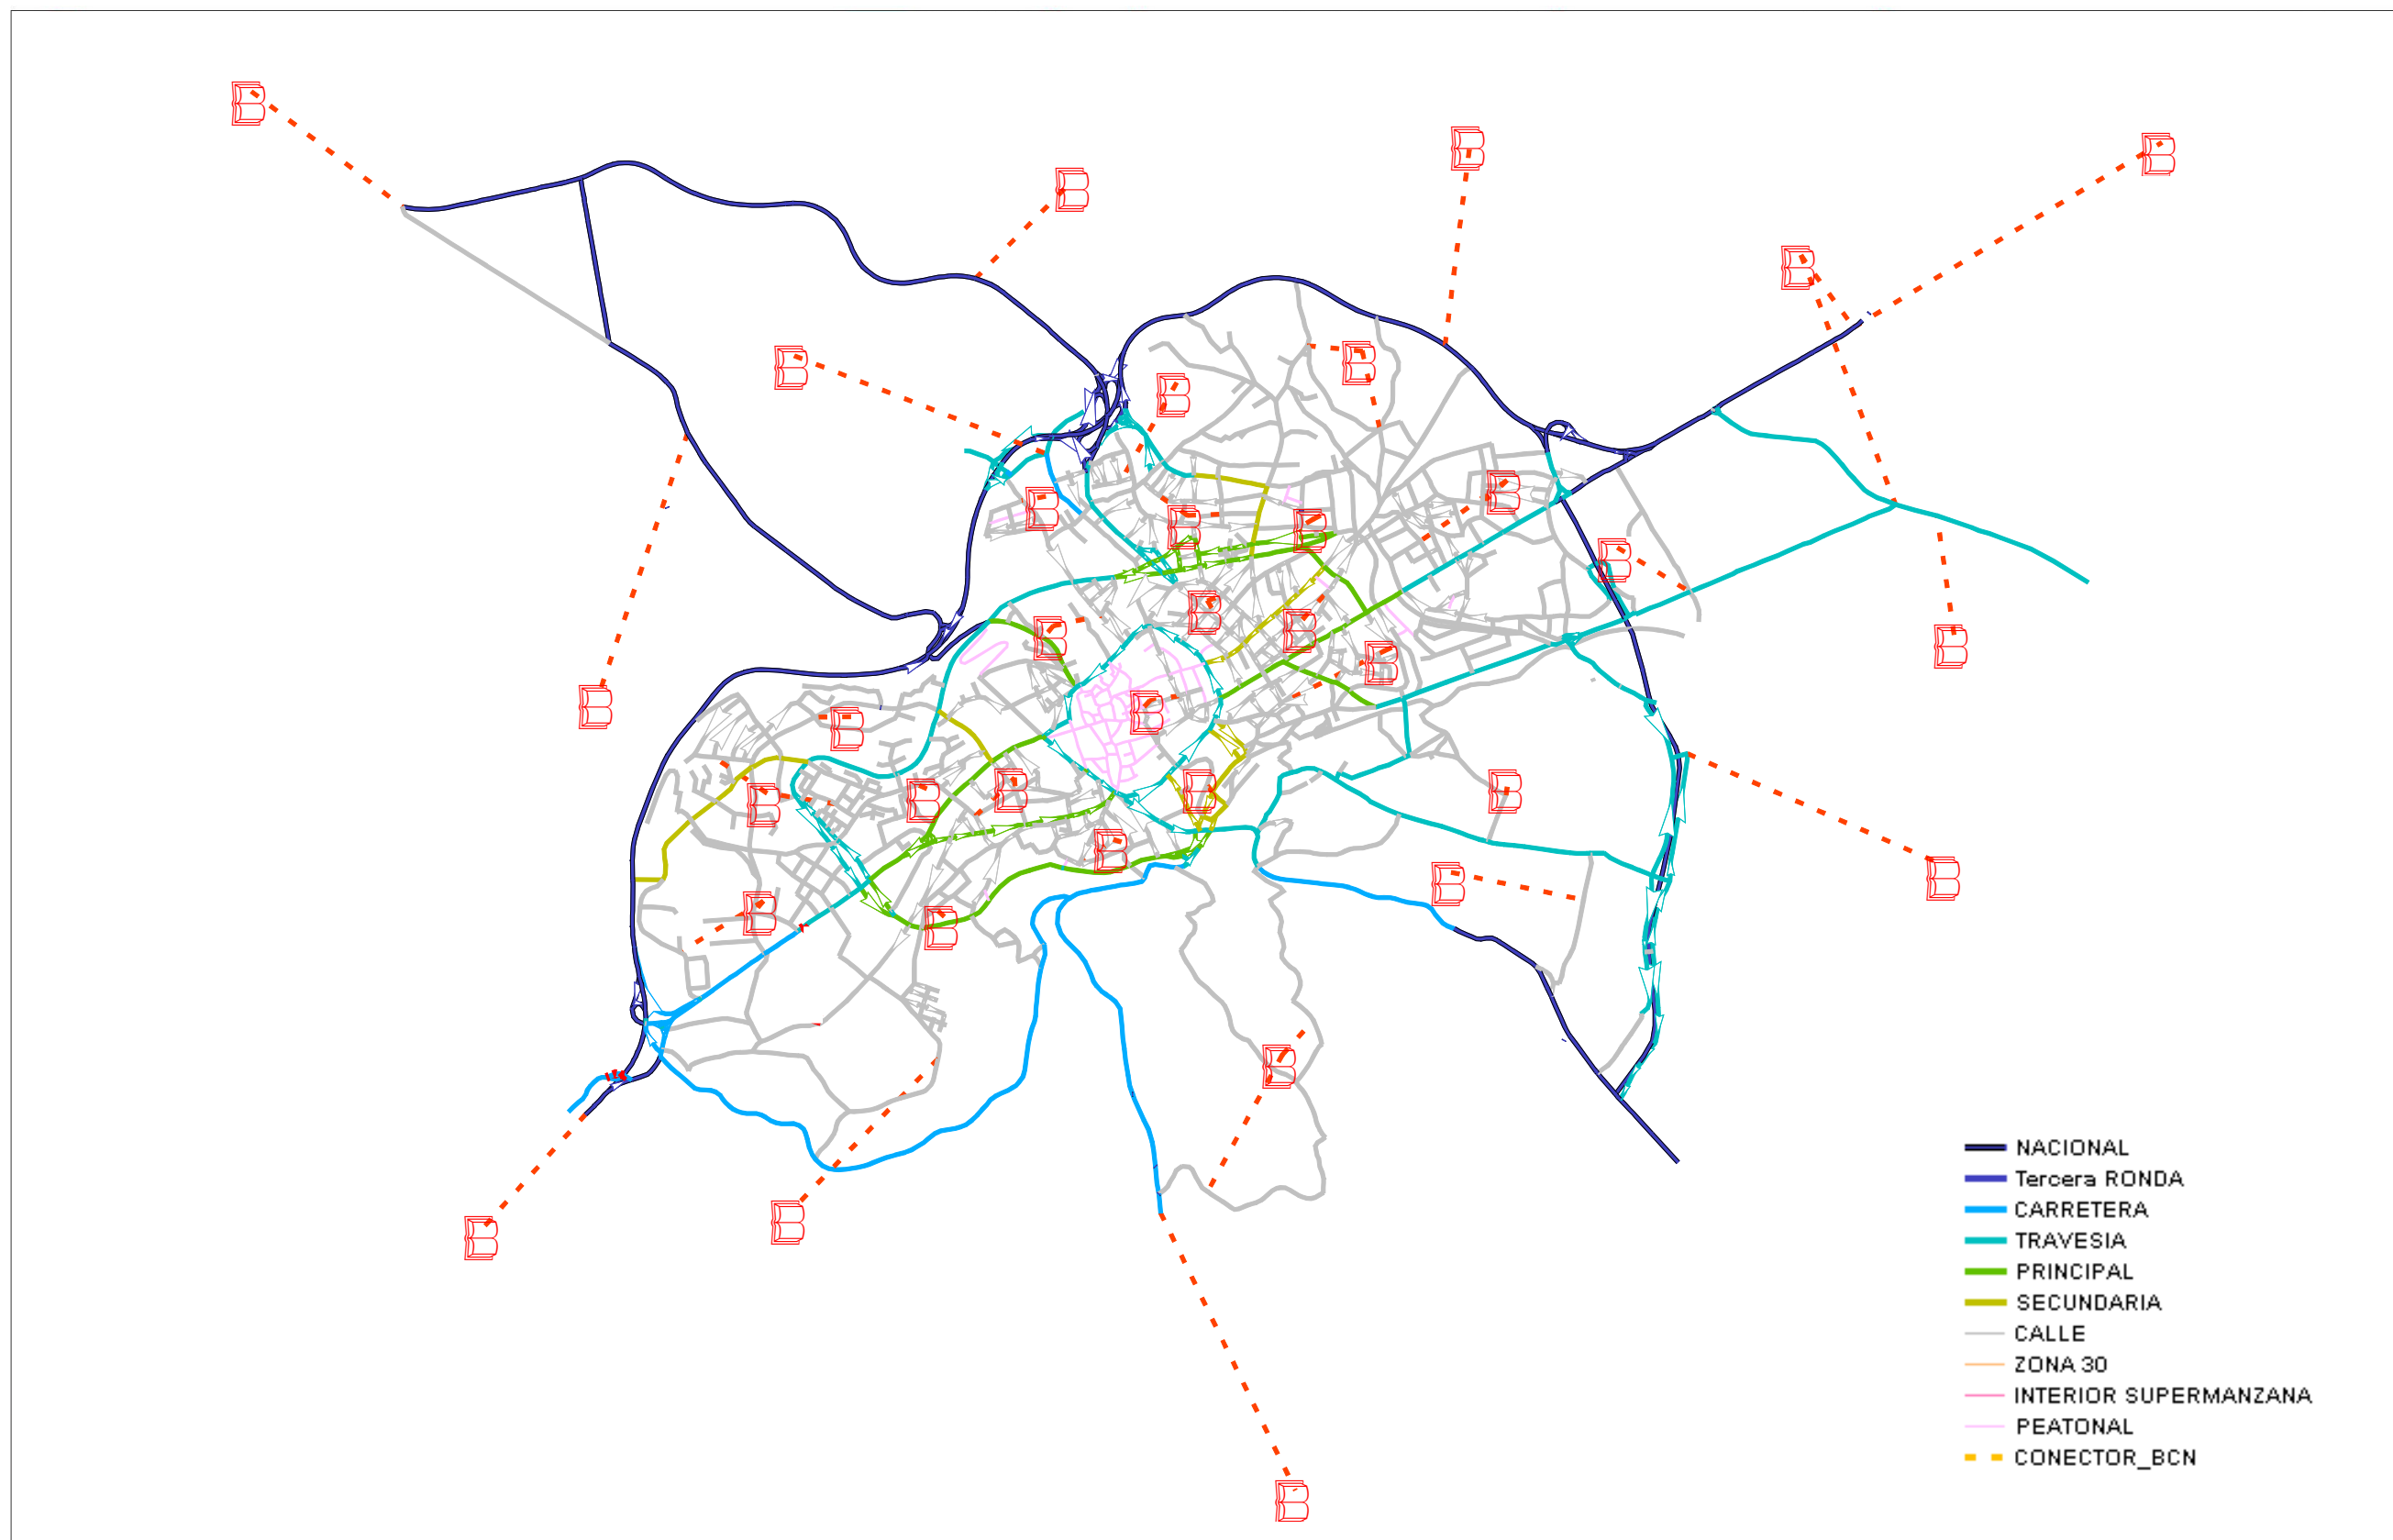 NACIONAL
Tercera RONDA
CARRETERA
TRAVESIA
PRINCIPAL
SECUNDARIA
CALLE
ZONA 30
INTERIOR SUPERMANZANA
PEATONAL
CONECTOR_BCN